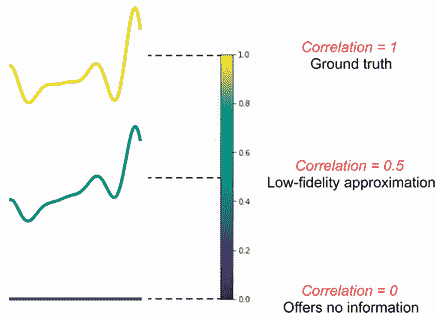 Correlation = 1
Ground truth
1.0
0.8
0.6
Correlation = 0.5
Low-fidelity approximation
0.4
0.2
0.0
Correlation = 0
Offers no information